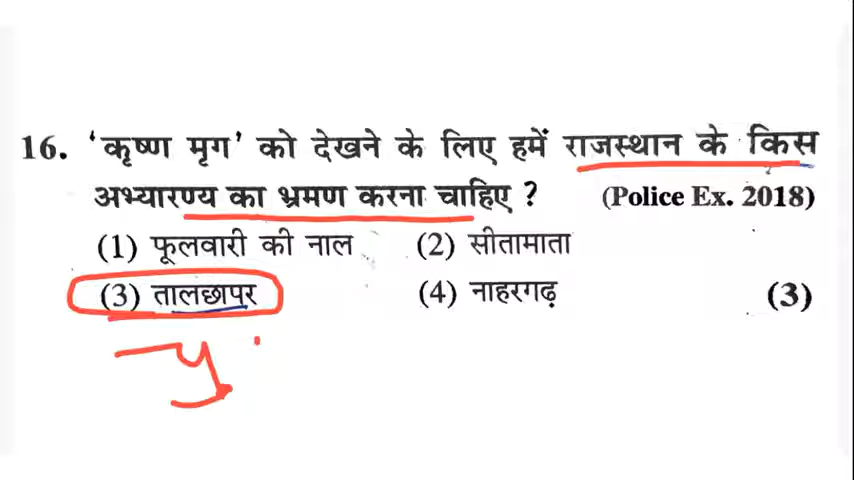 16. 'कृष्ण मृग' को देखने के लिए हमें राजस्थान के किस
अभ्यारण्य का भ्रमण करना चाहिए ? (Police Ex. 2018)
(1) फूलवारी की नाल (2) सीतामाता
(3) तालछापर (4) नाहरगढ़ (3)